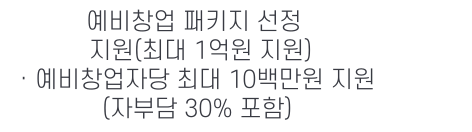 예비창업 패키지 선정
지원(최대 1억원 지원)
· 예비창업자당 최대 10백만원 지원
(자부담 30% 포함)